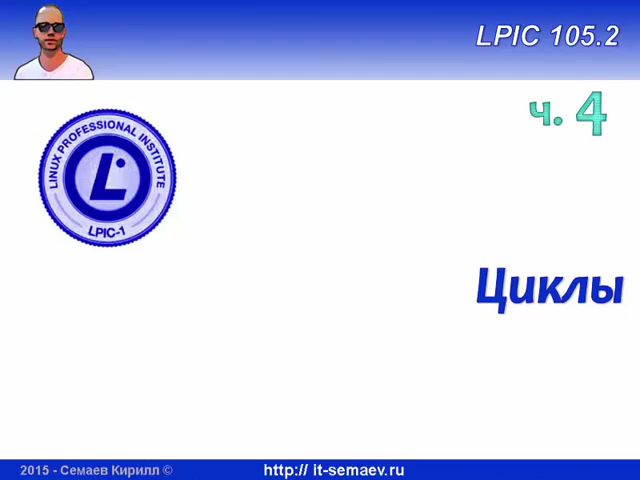 LPIC 105.2
ч. 4
LINUX PROFESSIONAL INSTITUTE
L
LPIC-1
Циклы
2015 - Семаев Кирилл ©
http:// it-semaev.ru